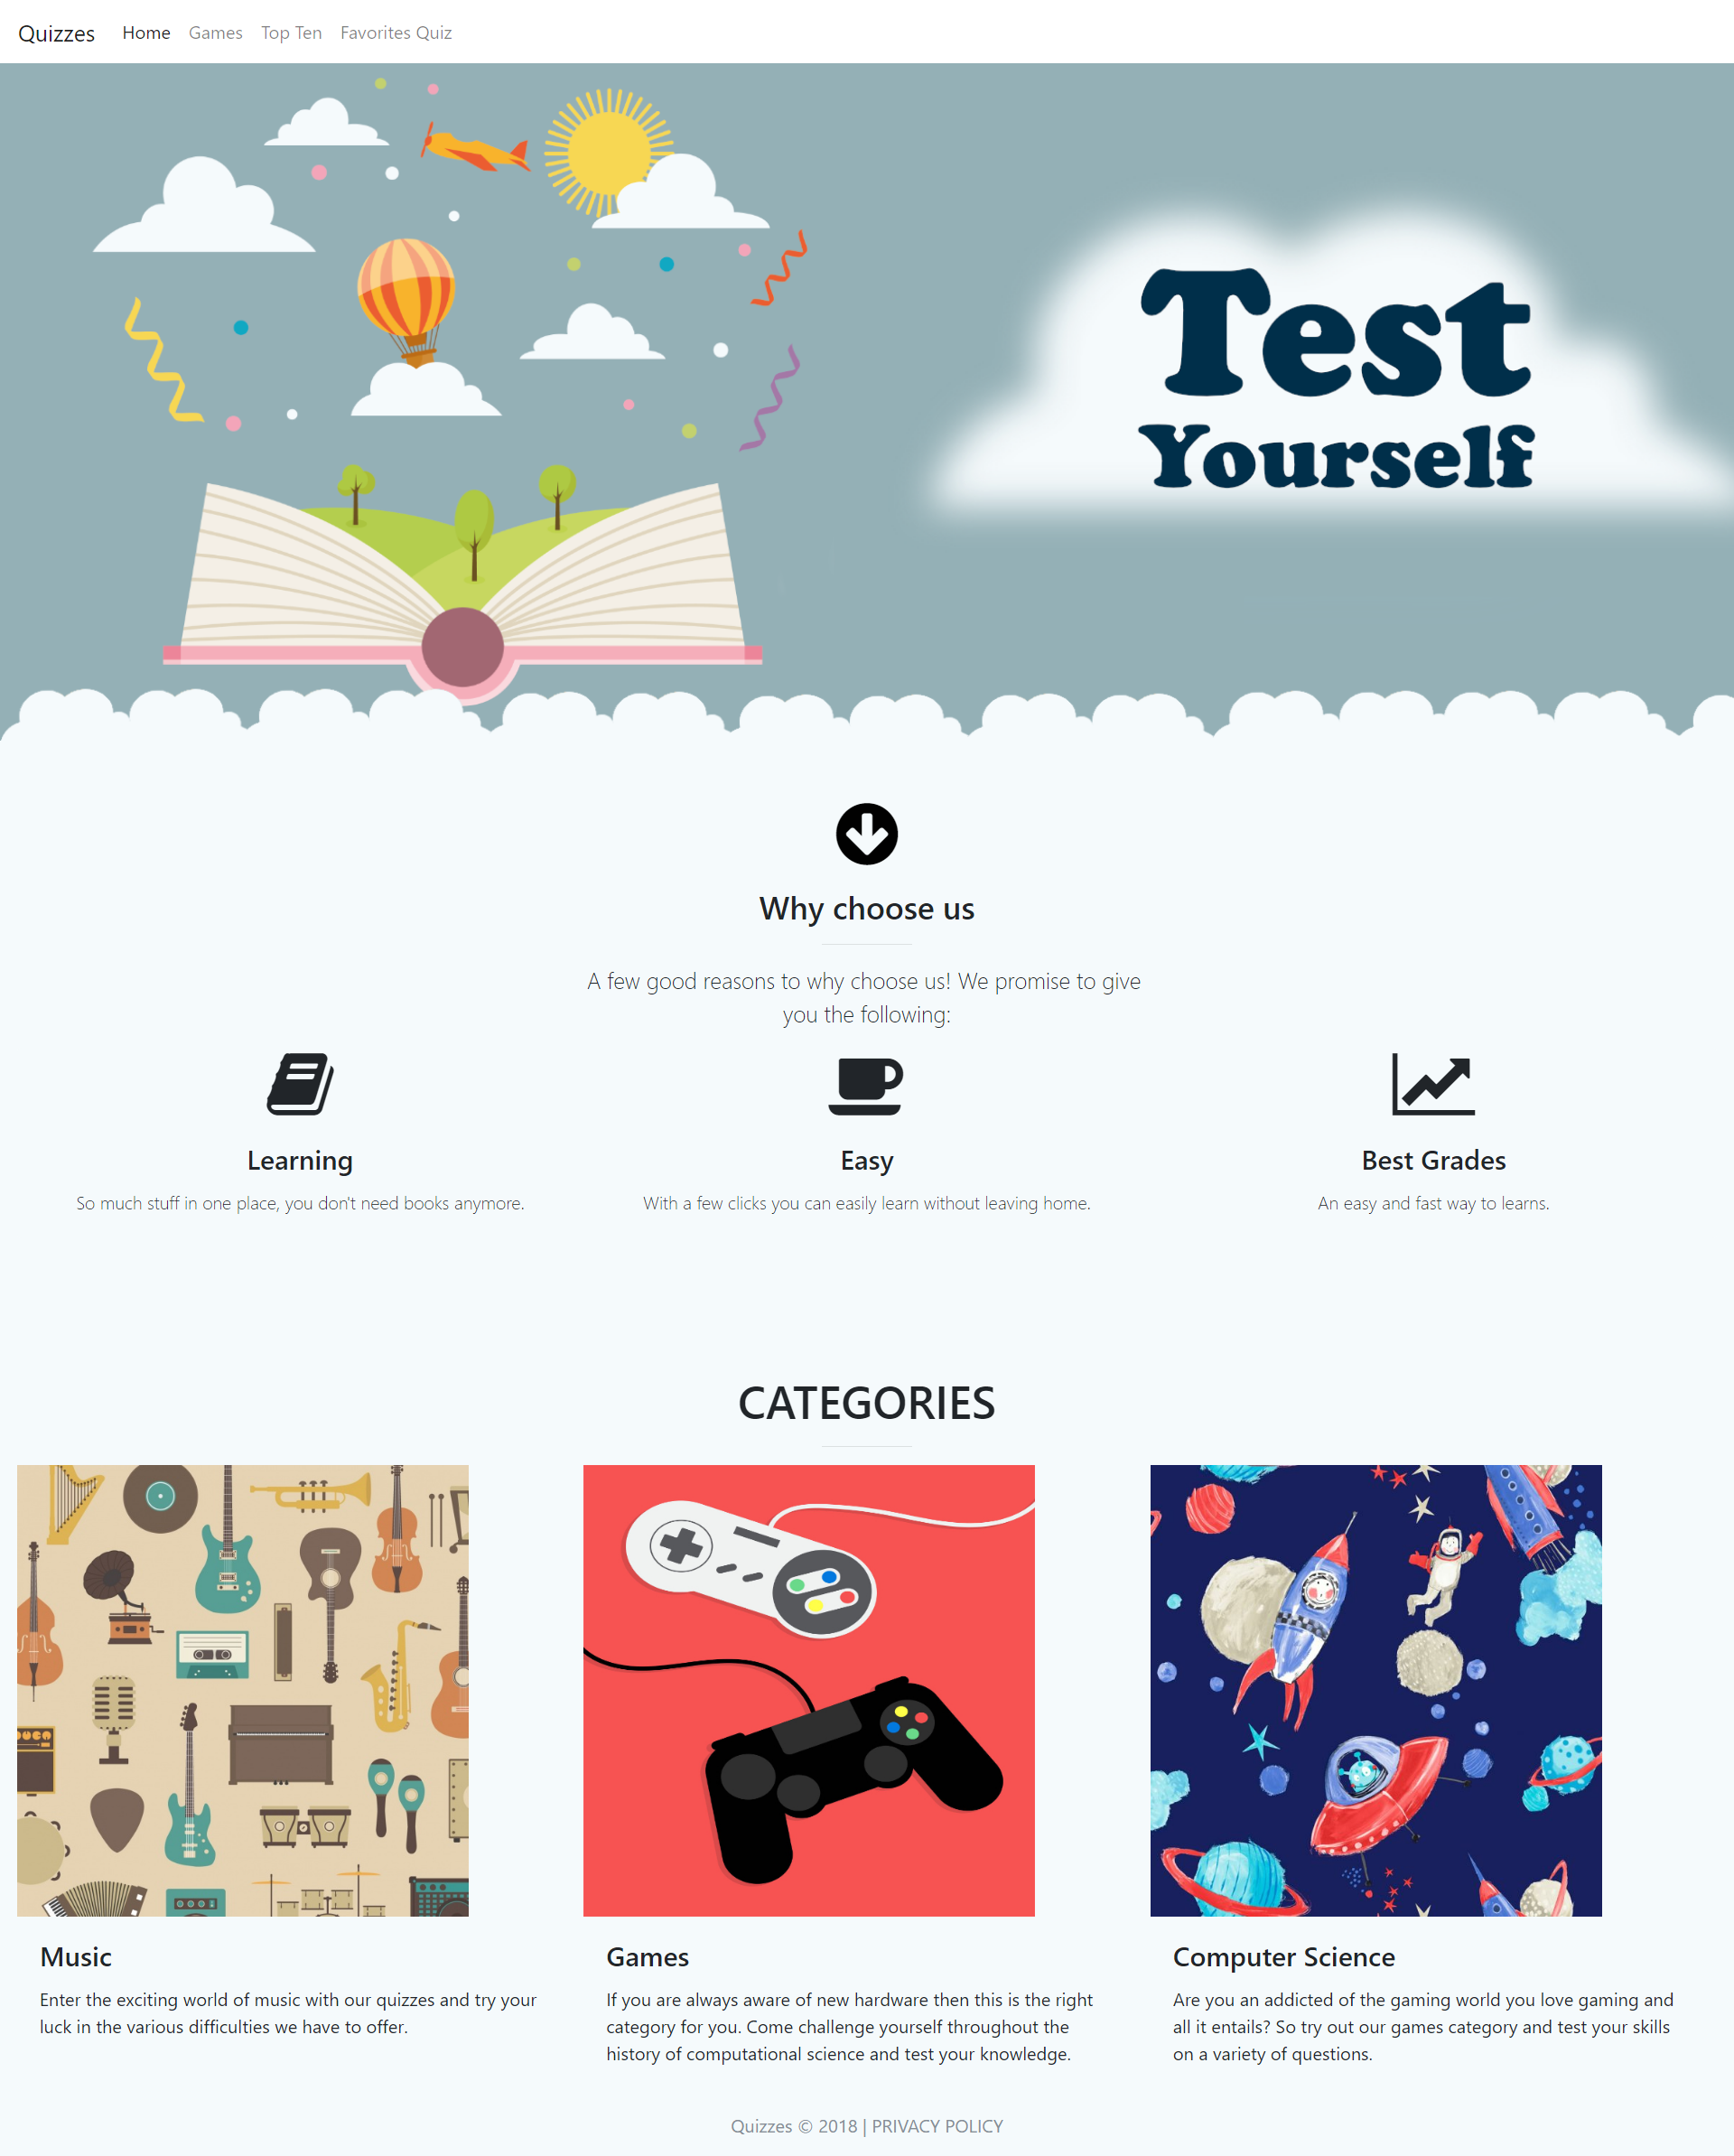 Quizzes Home Games Top Ten Favorites Quiz
Test
Yourself
Why choose us
A few good reasons to why choose us! We promise to give
you the following:
Learning
So much stuff in one place, you don't need books anymore.
Easy
With a few clicks you can easily learn without leaving home.
Best Grades
An easy and fast way to learns.
CATEGORIES
Music
Enter the exciting world of music with our quizzes and try your
luck in the various difficulties we have to offer.
Games
If you are always aware of new hardware then this is the right
category for you. Come challenge yourself throughout the
history of computational science and test your knowledge.
Computer Science
Are you an addicted of the gaming world you love gaming and
all it entails? So try out our games category and test your skills
on a variety of questions.
Quizzes © 2018 | PRIVACY POLICY